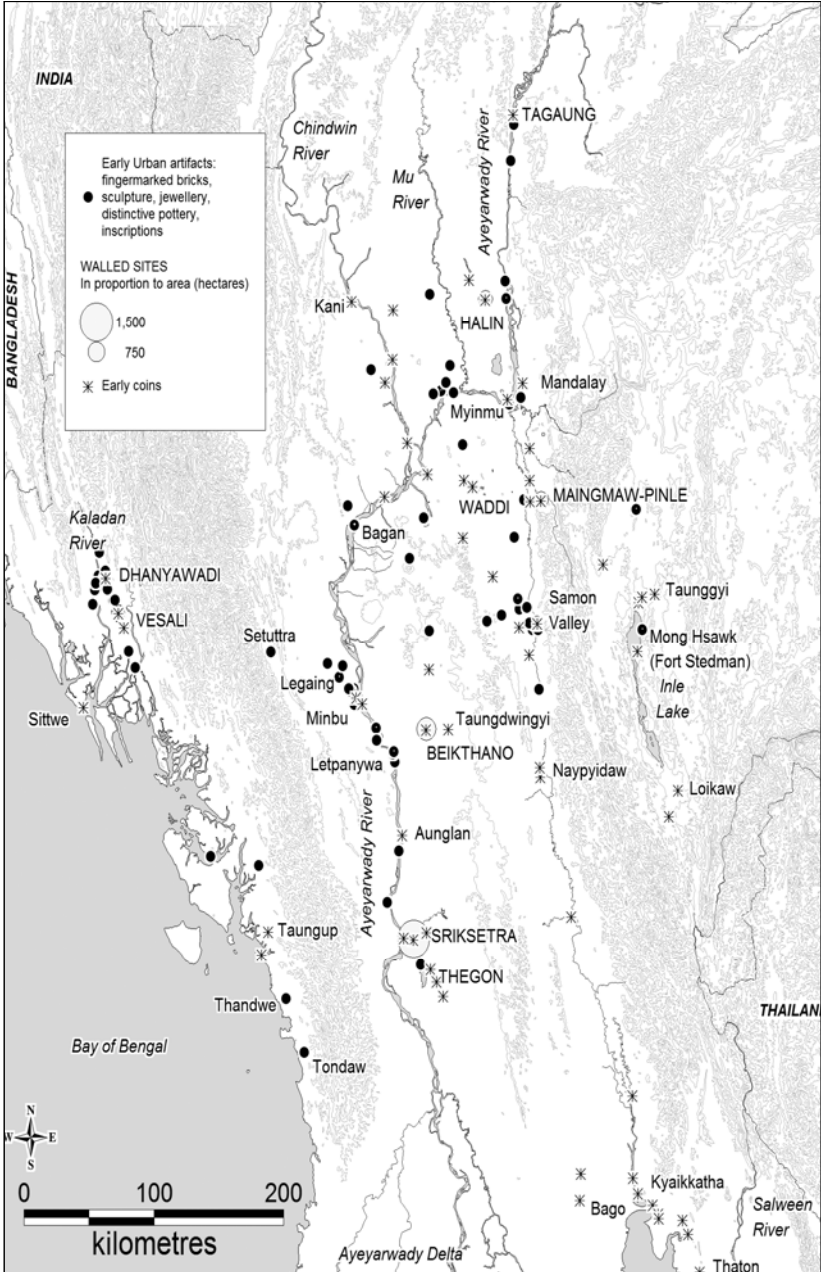 INDIA
BANGLADESH
Early Urban artifacts:
fingermarked bricks,
sculpture, jewellery,
distinctive pottery,
inscriptions
WALLED SITES
In proportion to area (hectares)
1,500
750
Early coins
Chindwin
River
Mu
River
Ayeyarwady River
TAGAUNG
Kani
HALIN
Mandalay
Myinmu
WADDI
MAINGMAW-PINLE
Bagan
Kaladan
River
DHANYAWADI
VESALI
Sittwe
Setuttra
Samon
Valley
Taunggyi
Mong Hsawk
(Fort Stedman)
Inle
Lake
Legaing
Minbu
Taungdwingyi
BEIKTHANO
Letpanywa
Naypyidaw
Loikaw
Ayeyarwady River
Aunglan
Taungup
SRIKSETRA
THEGON
Thandwe
THAILAN
Bay of Bengal
Tondaw
N
W
E
S
0 100 200
kilometres
Kyaikkatha
Bago
Salween
River
Ayeyarwady Delta
Thaton